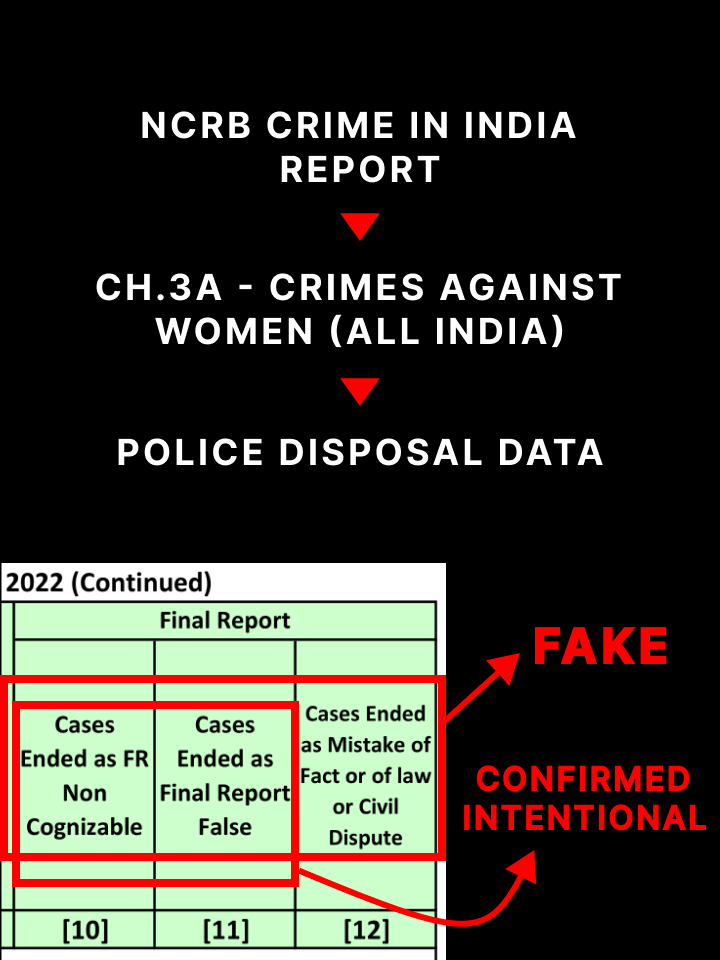 NCRB CRIME IN INDIA
REPORT
CH.3A - CRIMES AGAINST
WOMEN (ALL INDIA)
POLICE DISPOSAL DATA
2022 (Continued)
Final Report
FAKE
Cases
Ended as FR
Non
Cognizable
Cases
Ended as
Final Report
False
Cases Ended
as Mistake of
Fact or of law
or Civil
Dispute
CONFIRMED
INTENTIONAL
[10]
[11]
[12]